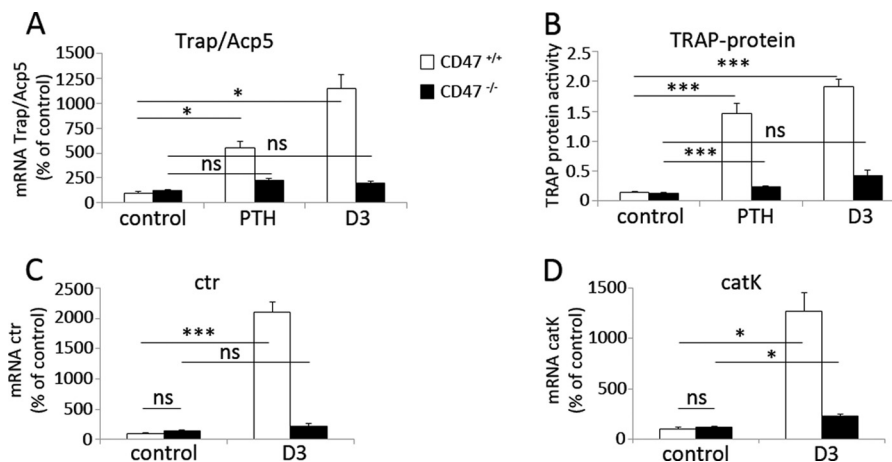 A
Trap/Acp5
mRNA Trap/Acp5
(% of control)
1500
1250
1000
750
500
250
0
*
*
ns
ns
control
PTH
D3
CD47 +/+
CD47 -/-
B
TRAP-protein
TRAP protein activity
2.5
2.0
1.5
1.0
0.5
0
***
***
ns
***
control
PTH
D3
C
ctr
mRNA ctr
(% of control)
2500
2000
1500
1000
500
0
***
ns
ns
control
D3
D
catK
mRNA catK
(% of control)
1500
1000
500
0
*
*
ns
control
D3